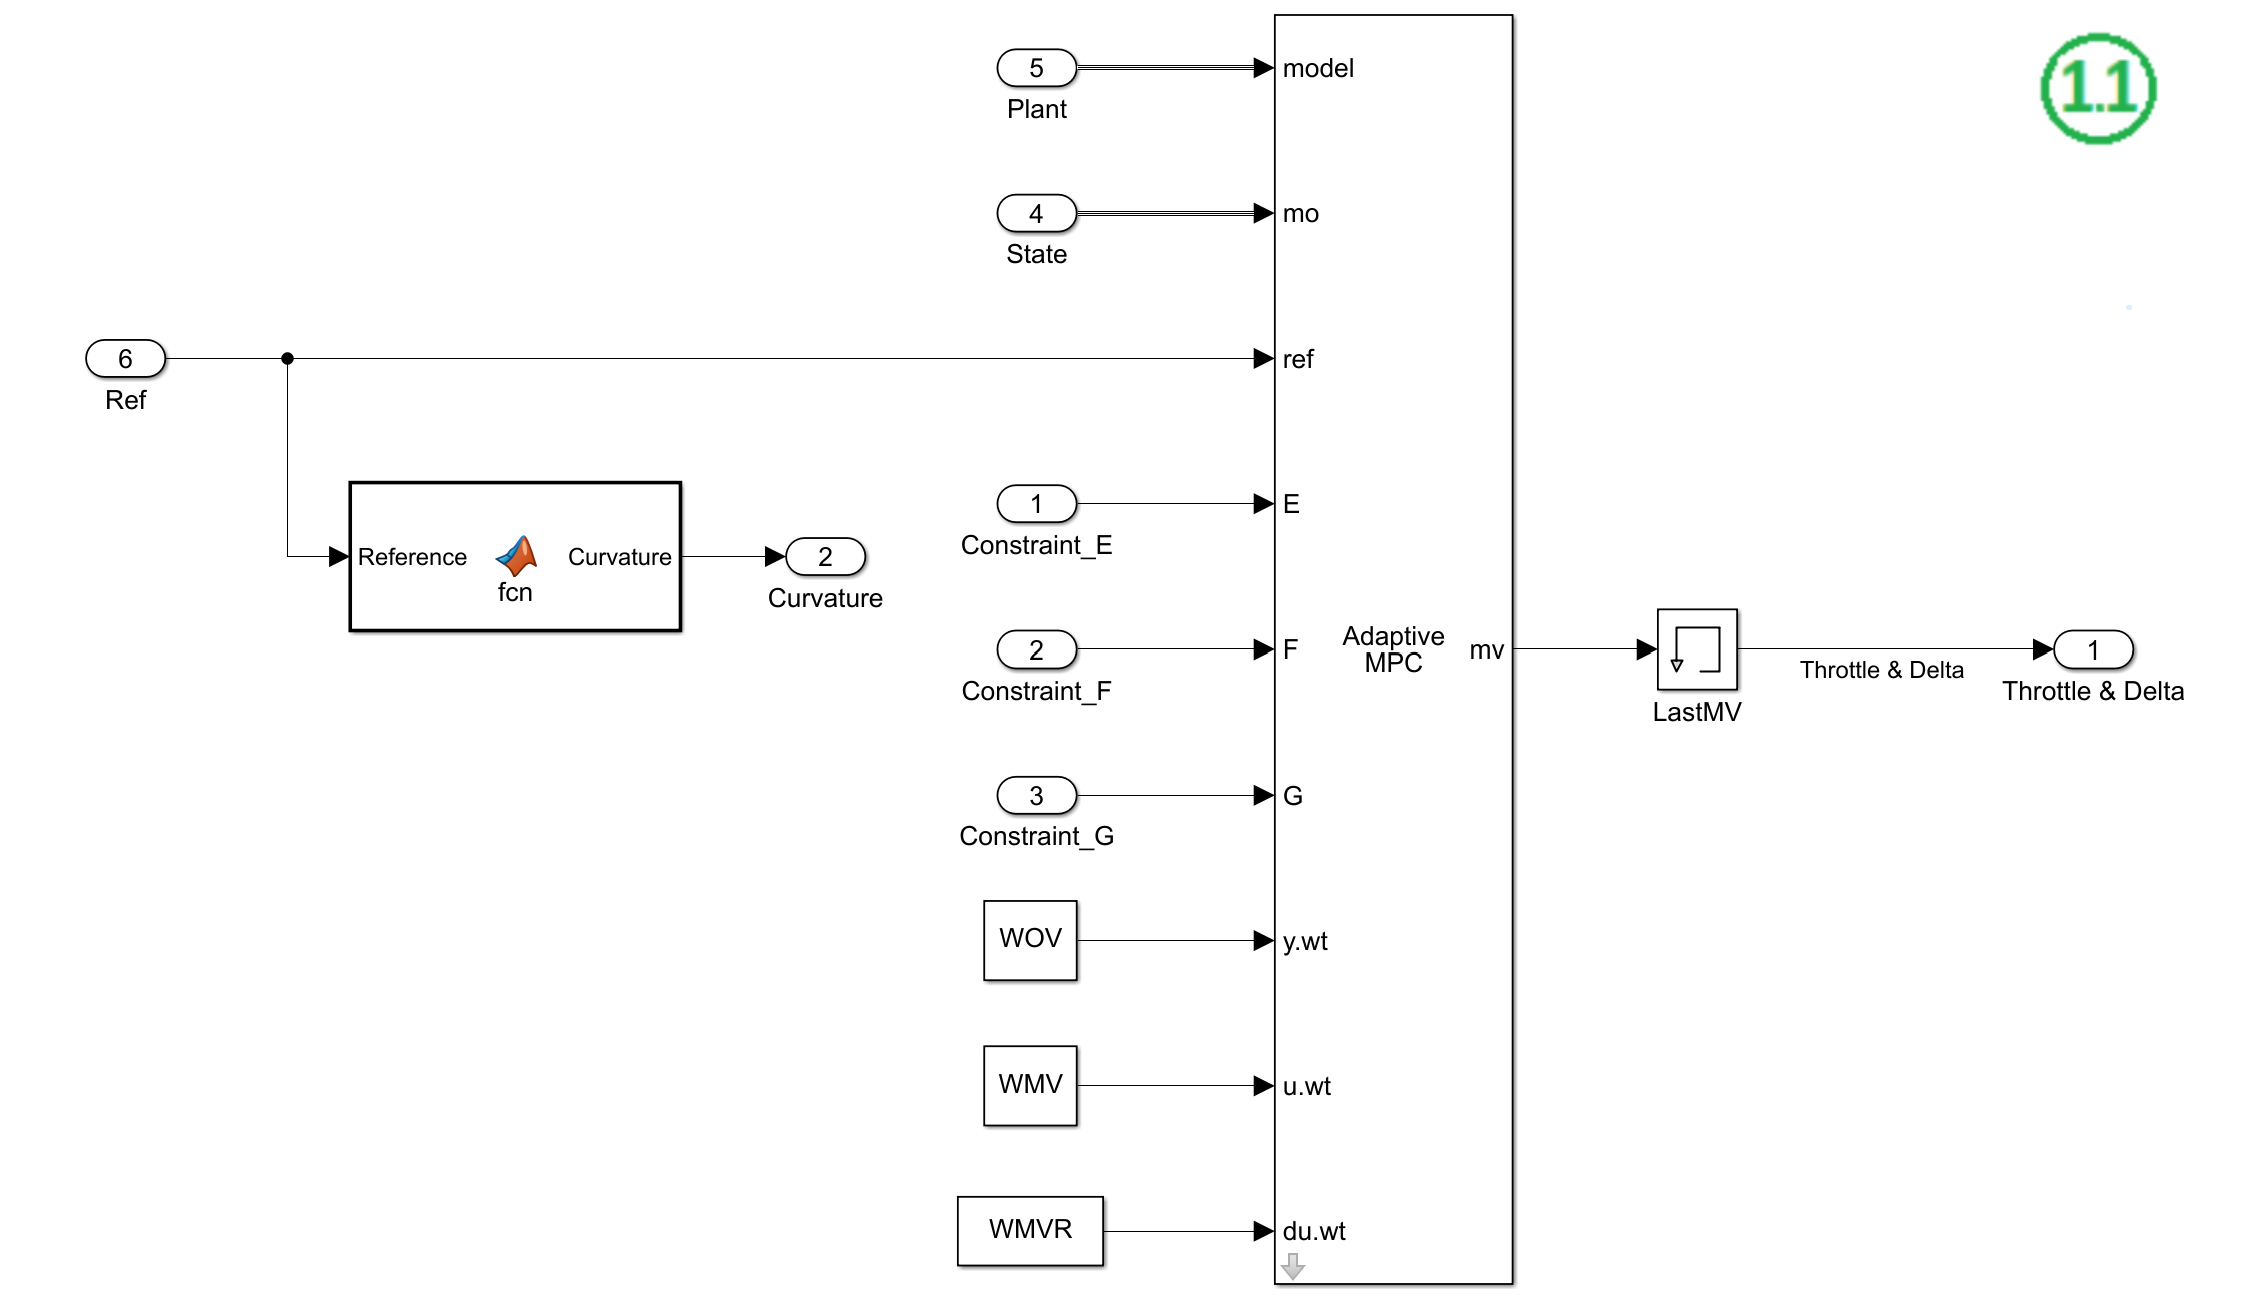 5
Plant
model
1.1
4
State
mo
6
Ref
ref
Reference
fcn
Curvature
2
Curvature
1
Constraint_E
E
2
Constraint_F
F
Adaptive
MPC
mv
LastMV
Throttle & Delta
1
Throttle & Delta
3
Constraint_G
G
WOV
y.wt
WMV
u.wt
WMVR
du.wt